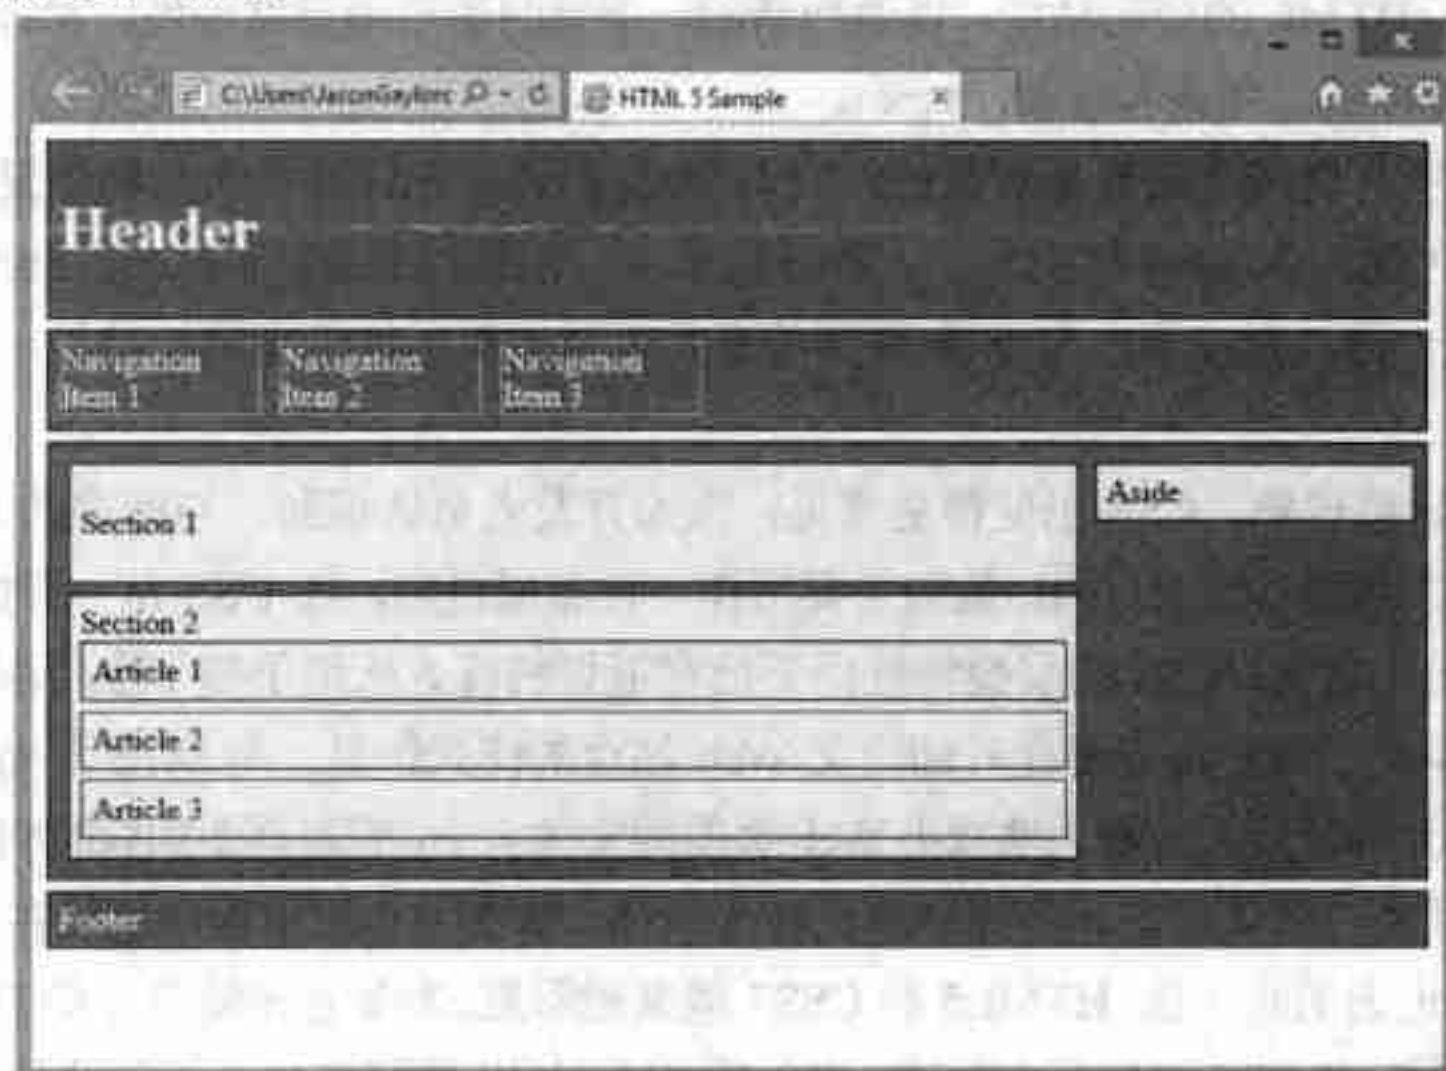 HTML 5 Sample
Header
Navigation
Item 1
Navigation
Item 2
Navigation
Item 3
Section 1
Aside
Section 2
Article 1
Article 2
Article 3
Footer